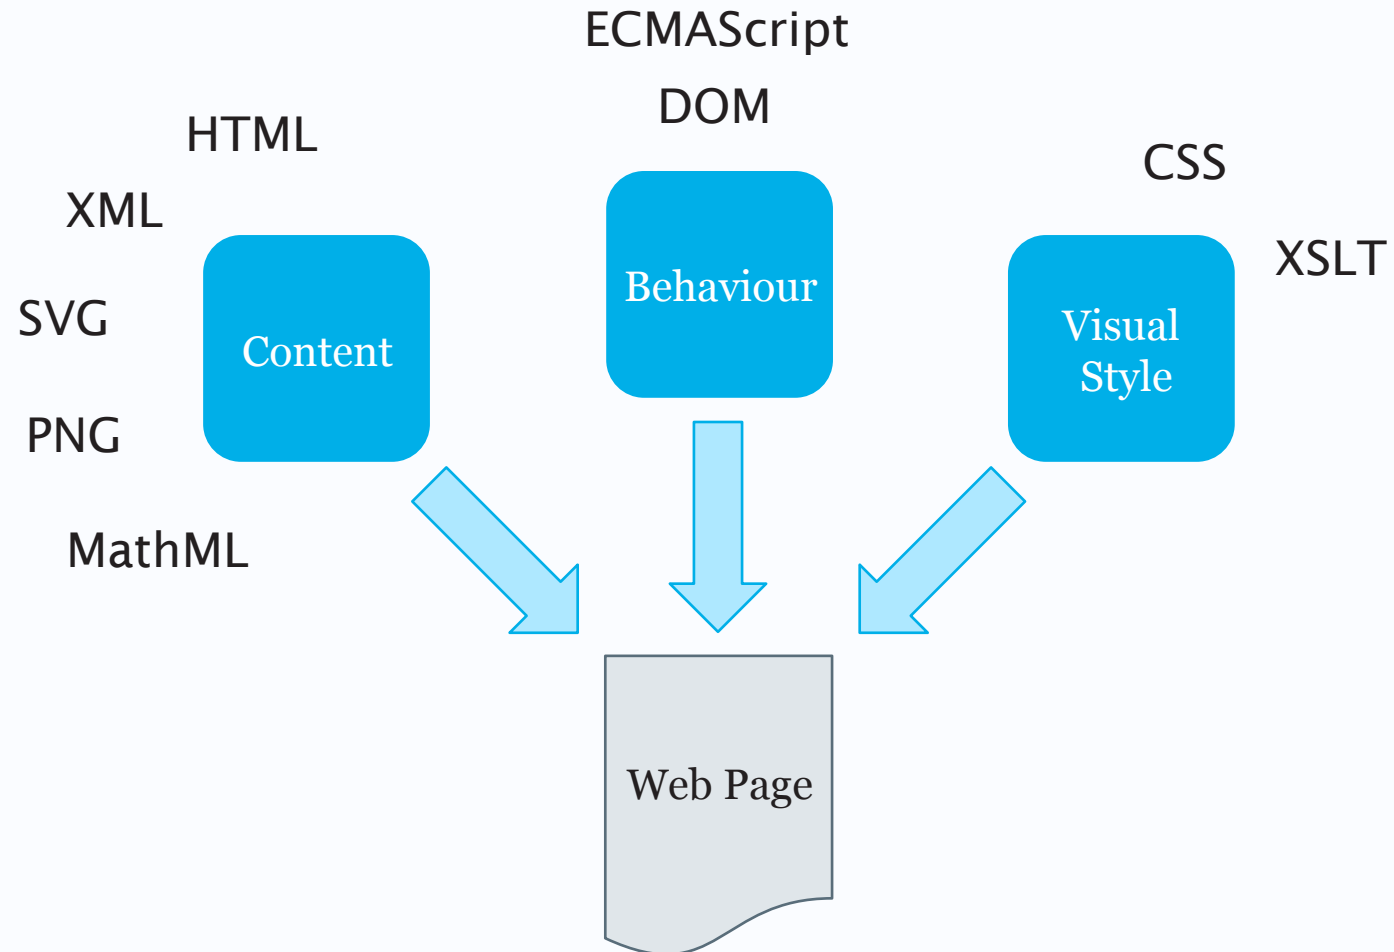 ECMAScript
DOM
HTML
CSS
XML
XSLT
SVG
Behaviour
Content
Visual
Style
PNG
MathML
Web Page